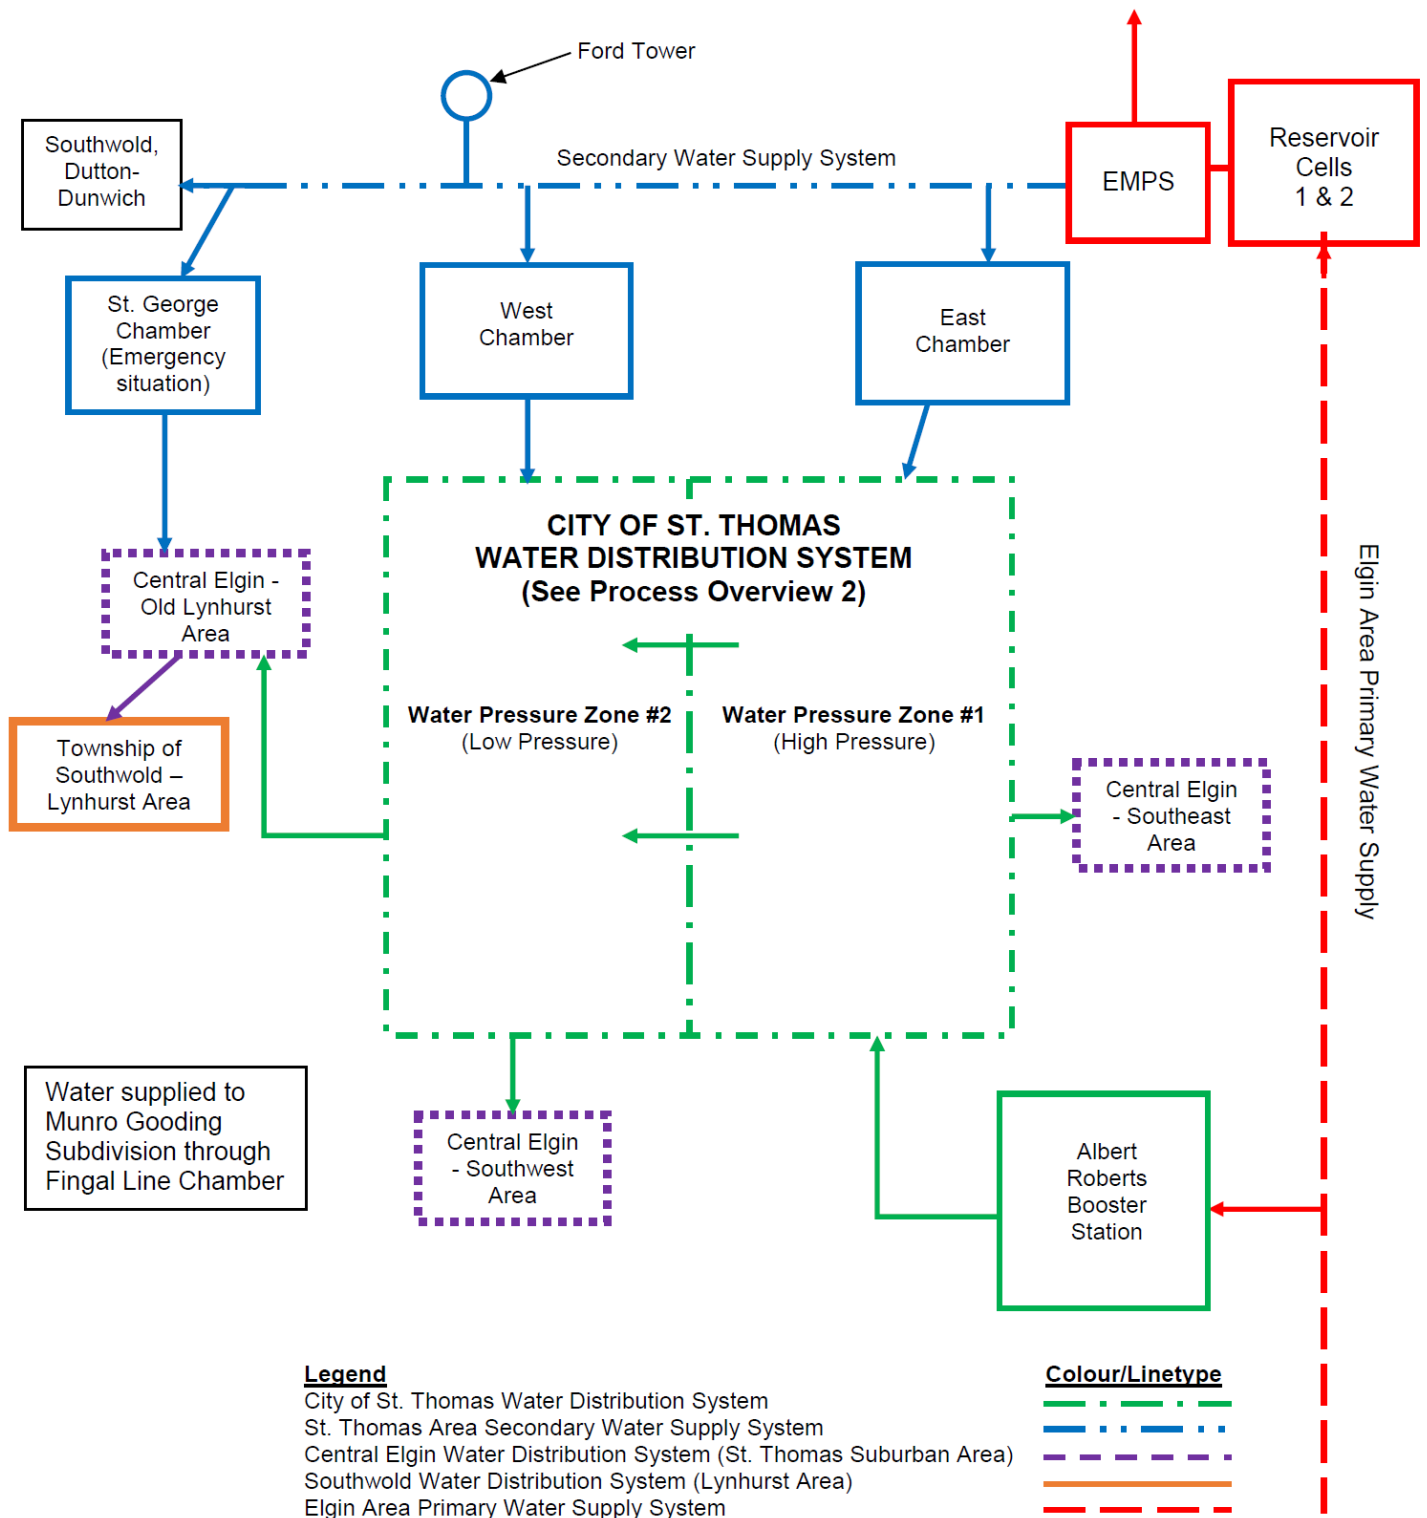 Ford Tower
Southwold,
Dutton-
Dunwich
Secondary Water Supply System
EMPS
Reservoir
Cells
1 & 2
St. George
Chamber
(Emergency
situation)
West
Chamber
East
Chamber
CITY OF ST. THOMAS
WATER DISTRIBUTION SYSTEM
(See Process Overview 2)
Central Elgin -
Old Lynhurst
Area
Elgin Area Primary Water Supply
Water Pressure Zone #2
(Low Pressure)
Water Pressure Zone #1
(High Pressure)
Township of
Southwold –
Lynhurst Area
Central Elgin
- Southeast
Area
Water supplied to
Munro Gooding
Subdivision through
Fingal Line Chamber
Central Elgin
- Southwest
Area
Albert
Roberts
Booster
Station
Legend
Colour/Linetype
City of St. Thomas Water Distribution System
St. Thomas Area Secondary Water Supply System
Central Elgin Water Distribution System (St. Thomas Suburban Area)
Southwold Water Distribution System (Lynhurst Area)
Elgin Area Primary Water Supply System